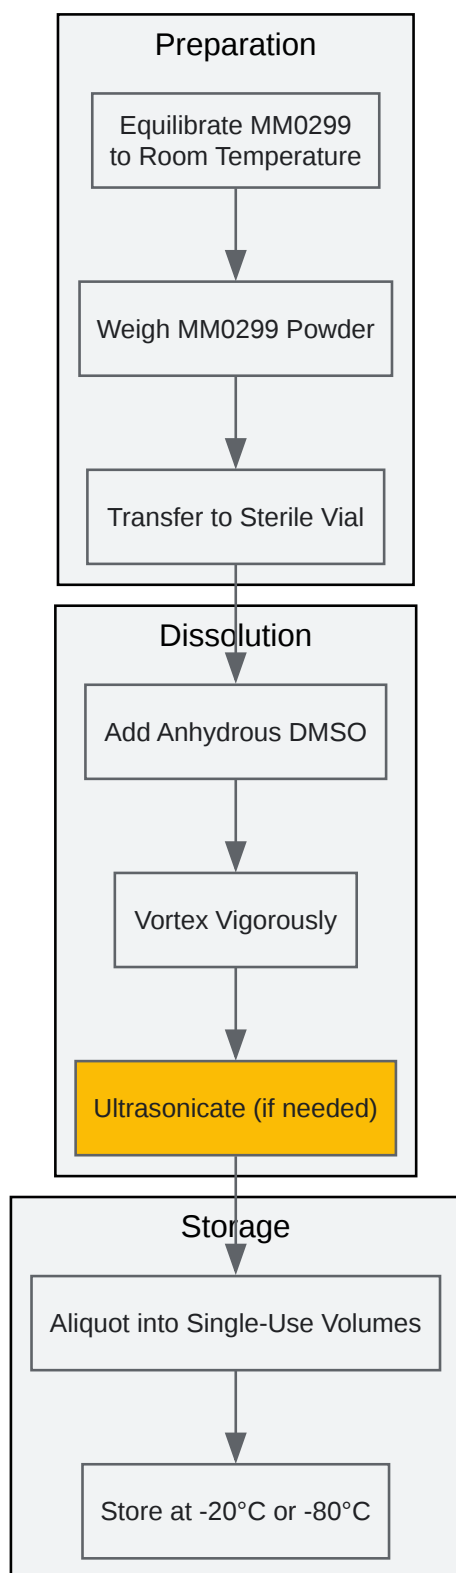 Preparation
Equilibrate MM0299
to Room Temperature
Weigh MM0299 Powder
Transfer to Sterile Vial
Dissolution
Add Anhydrous DMSO
Vortex Vigorously
Ultrasonicate (if needed)
Storage
Aliquot into Single-Use Volumes
Store at -20°C or -80°C